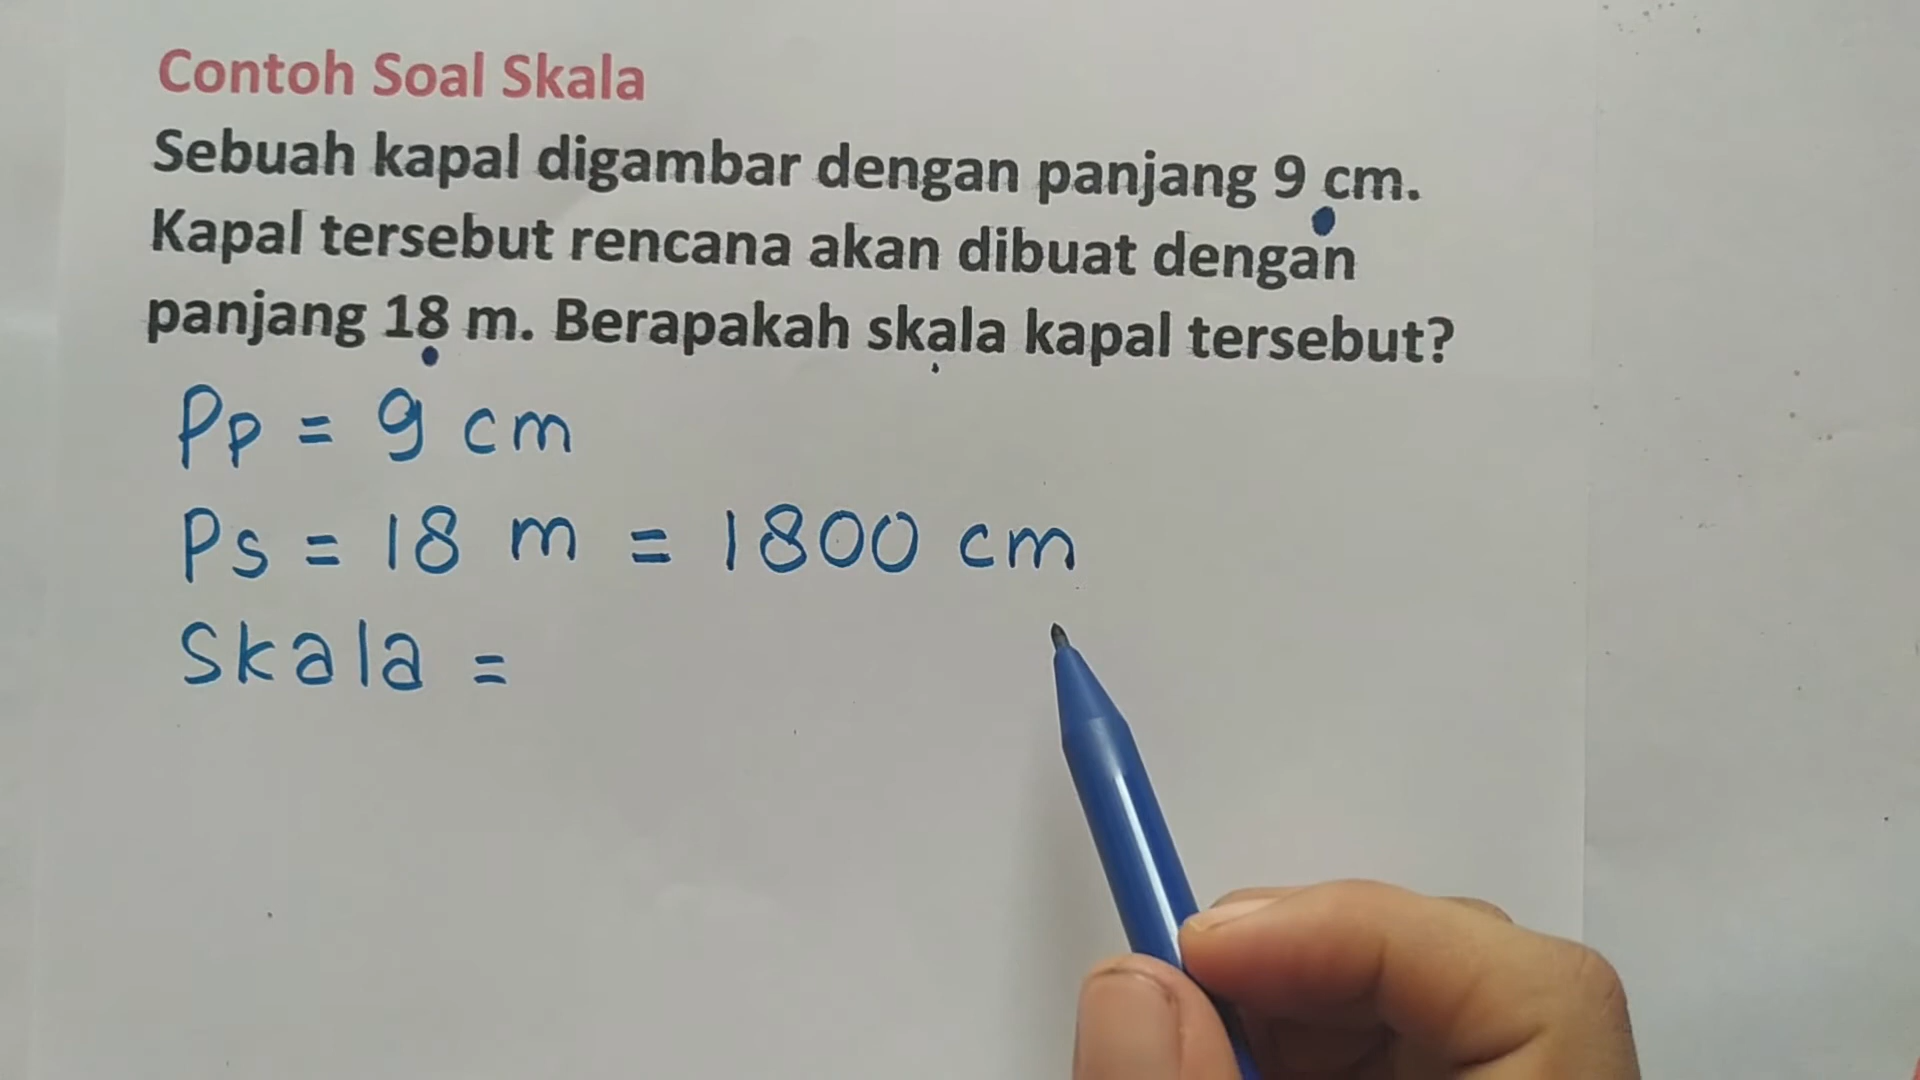 Contoh Soal Skala
Sebuah kapal digambar dengan panjang 9 cm.
Kapal tersebut rencana akan dibuat dengan
panjang 18 m. Berapakah skala kapal tersebut?
Pp = 9 cm
Ps = 18 m = 1800 cm
Skala =